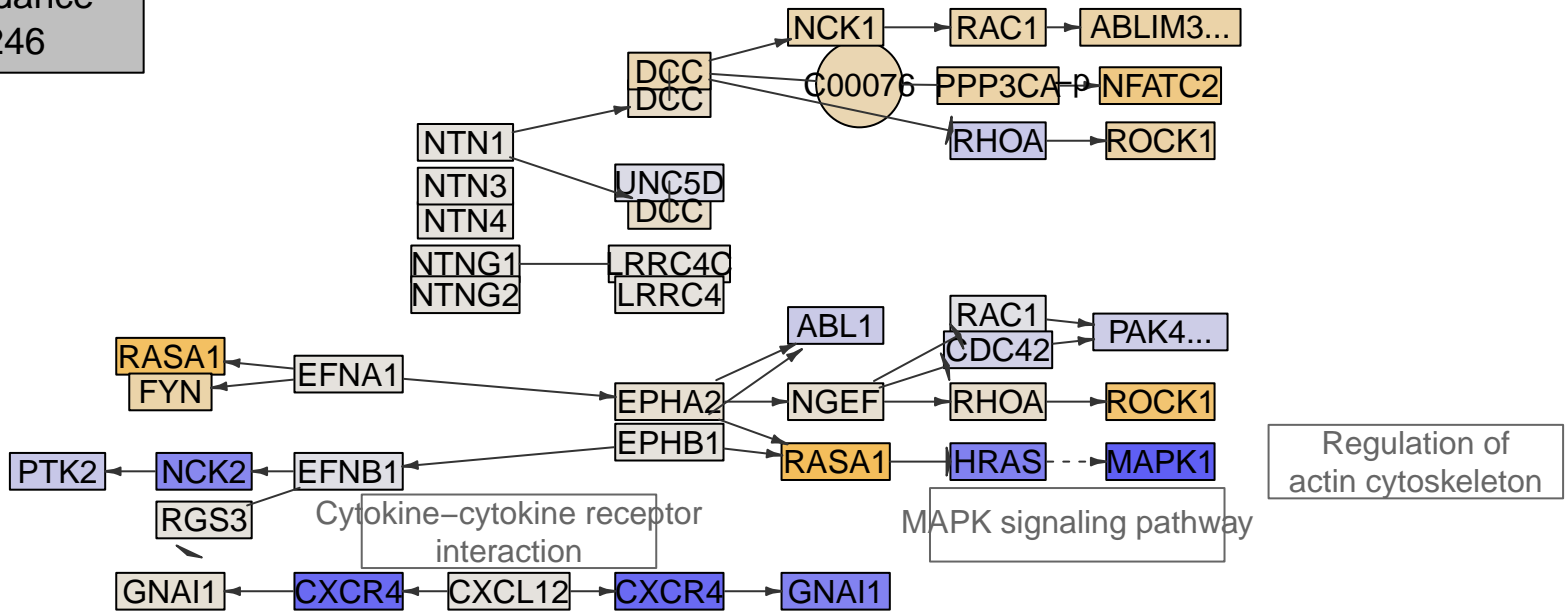 246
NCK1
RAC1
ABLIM3...
DCC
DCC
C00076
PPP3CA
-p
NFATC2
RHOA
ROCK1
NTN1
NTN3
NTN4
UNC5D
DCC
NTNG1
NTNG2
LRRC4C
LRRC4
ABL1
RAC1
CDC42
PAK4...
RASA1
FYN
EFNA1
EPHA2
NGEF
RHOA
ROCK1
EPHB1
RASA1
HRAS
MAPK1
Regulation of
actin cytoskeleton
PTK2
NCK2
EFNB1
RGS3
Cytokine−cytokine receptor
interaction
MAPK signaling pathway
GNAI1
CXCR4
CXCL12
CXCR4
GNAI1